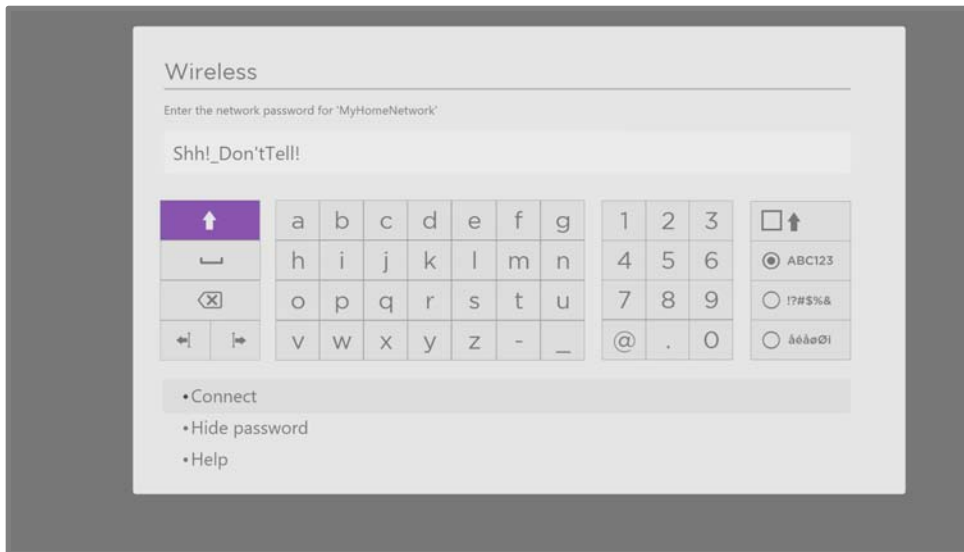 Wireless
Enter the network password for 'MyHomeNetwork'
Shh!_Don'tTell!
a b c d e f g 1 2 3
h i j k l m n 4 5 6 ABC123
o p q r s t u 7 8 9 !?#$%&
v w x y z - _ @ . 0 áéåøØí
•Connect
•Hide password
•Help